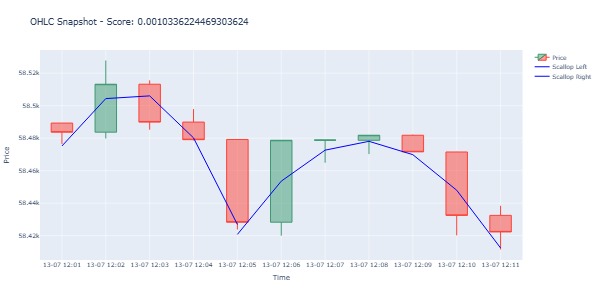 OHLC Snapshot - Score: 0.0010336224469303624
Price
Scallop Left
Scallop Right
58.52k
58.5k
58.48k
58.46k
58.44k
58.42k
Price
13-07 12:01 13-07 12:02 13-07 12:03 13-07 12:04 13-07 12:05 13-07 12:06 13-07 12:07 13-07 12:08 13-07 12:09 13-07 12:10 13-07 12:11
Time